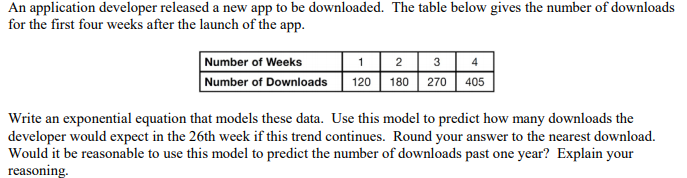 An application developer released a new app to be downloaded. The table below gives the number of downloads
for the first four weeks after the launch of the app.
Number of Weeks 1 2 3 4
Number of Downloads 120 180 270 405
Write an exponential equation that models these data. Use this model to predict how many downloads the
developer would expect in the 26th week if this trend continues. Round your answer to the nearest download.
Would it be reasonable to use this model to predict the number of downloads past one year? Explain your
reasoning.